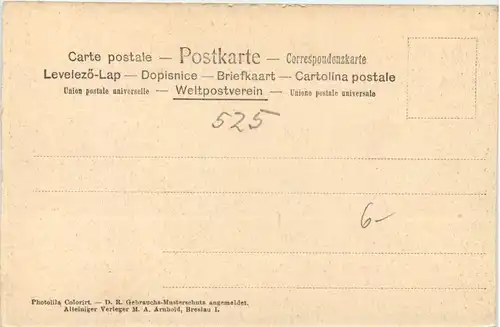 Carte postale — Postkarte — Correspondenzkarte
Levelező-Lap — Dopisnice — Briefkaart — Cartolina postale
Union postale universelle — Weltpostverein — Unione postale universale
525
6-
Photolila Colorirt. — D. R. Gebrauchs-Musterschutz angemeldet.
Alleiniger Verleger M. A. Arnhold, Breslau I.